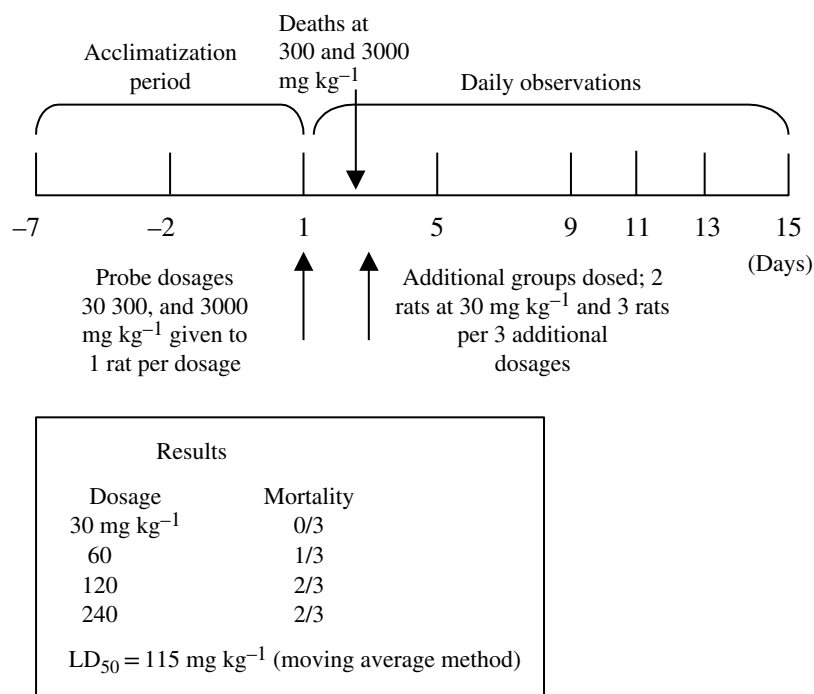 Deaths at
300 and 3000
mg kg⁻¹
Acclimatization
period
Daily observations
–7 –2 1 5 9 11 13 15
(Days)
Probe dosages
30 300, and 3000
mg kg⁻¹ given to
1 rat per dosage
Additional groups dosed; 2
rats at 30 mg kg⁻¹ and 3 rats
per 3 additional
dosages
Results
Dosage Mortality
30 mg kg⁻¹ 0/3
60 1/3
120 2/3
240 2/3
LD₅₀ = 115 mg kg⁻¹ (moving average method)